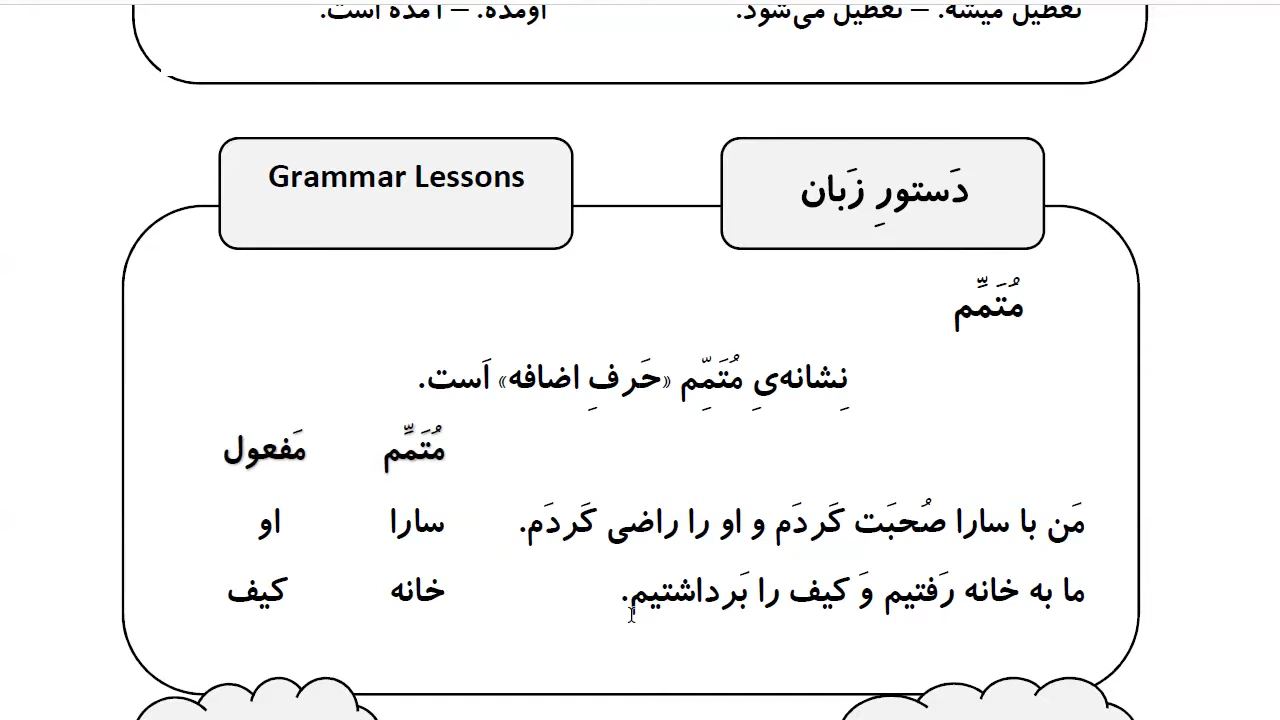 تعطیل میشه. – تعطیل می‌شود. اومده. – آمده است.
Grammar Lessons
دَستورِ زَبان
مُتَمِّم
نِشانه‌یِ مُتَمِّم «حَرفِ اضافه» اَست.
مُتَمِّم مَفعول
مَن با سارا صُحبَت کَردَم و او را راضی کَردَم. سارا او
ما به خانه رَفتیم وَ کیف را بَرداشتیم. خانه کیف